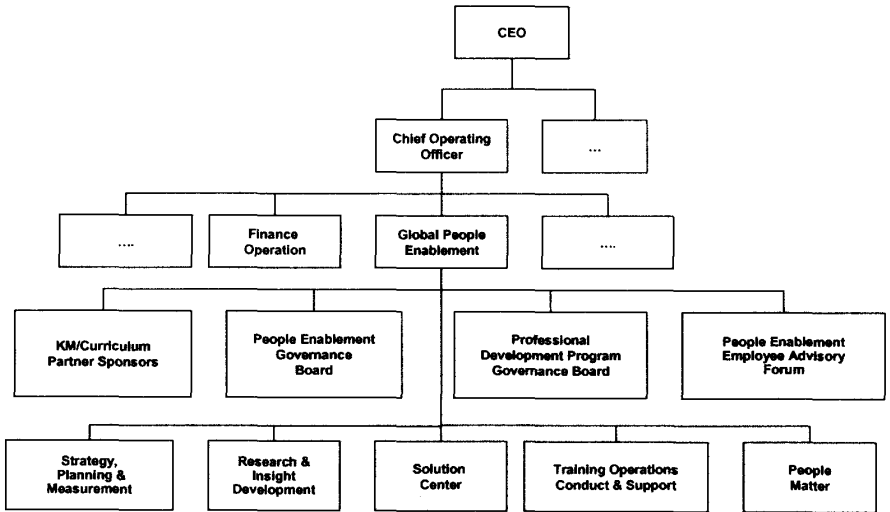 CEO
Chief Operating
Officer
...
....
Finance
Operation
Global People
Enablement
....
KM/Curriculum
Partner Sponsors
People Enablement
Governance
Board
Professional
Development Program
Governance Board
People Enablement
Employee Advisory
Forum
Strategy,
Planning &
Measurement
Research &
Insight
Development
Solution
Center
Training Operations
Conduct & Support
People
Matter